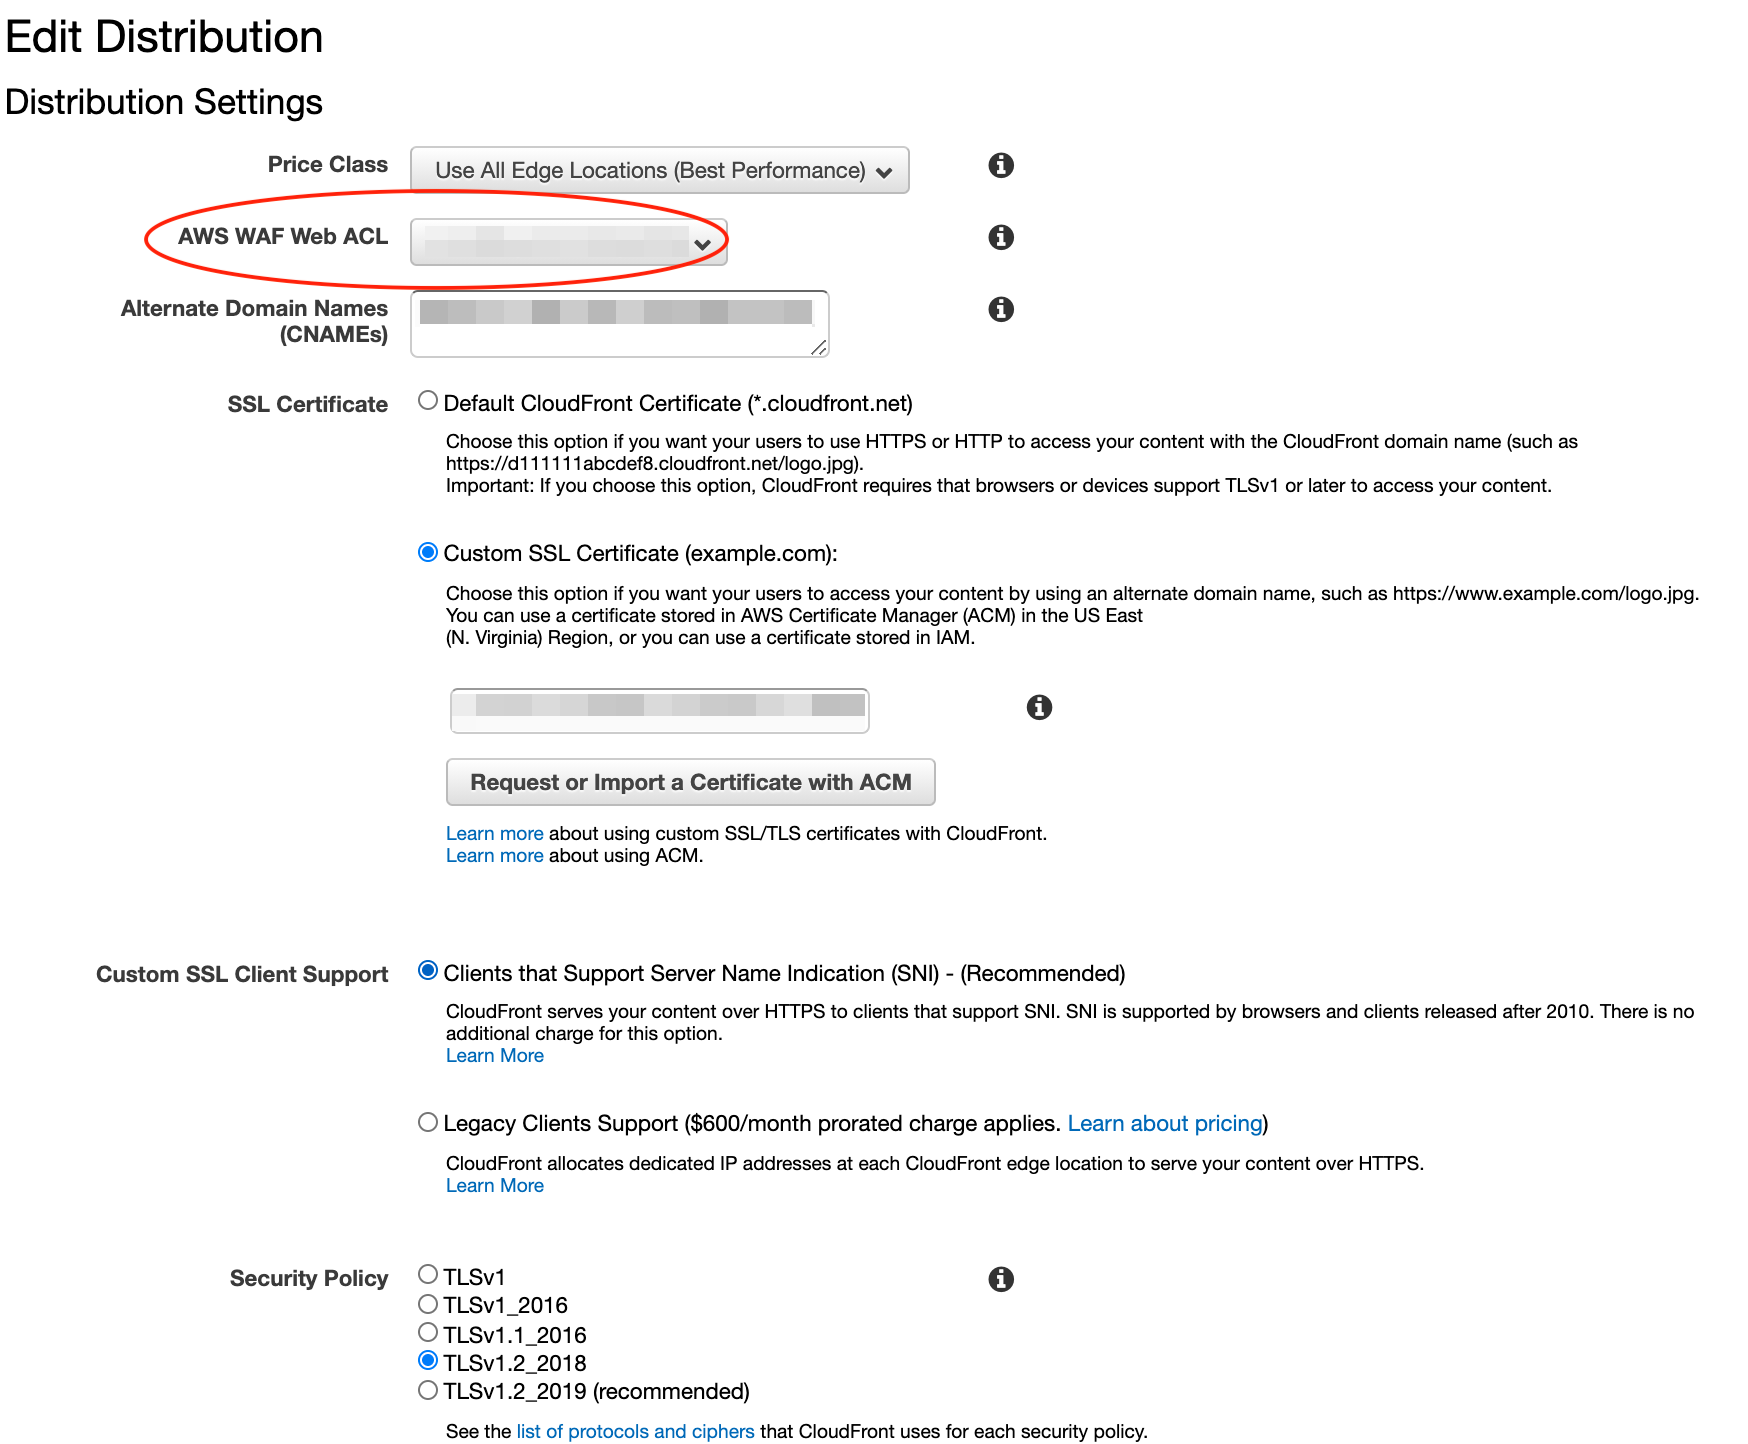 Edit Distribution
Distribution Settings
Price Class
Use All Edge Locations (Best Performance)
AWS WAF Web ACL
Alternate Domain Names
(CNAMEs)
SSL Certificate
Default CloudFront Certificate (*.cloudfront.net)
Choose this option if you want your users to use HTTPS or HTTP to access your content with the CloudFront domain name (such as
https://d111111abcdef8.cloudfront.net/logo.jpg).
Important: If you choose this option, CloudFront requires that browsers or devices support TLSv1 or later to access your content.
Custom SSL Certificate (example.com):
Choose this option if you want your users to access your content by using an alternate domain name, such as https://www.example.com/logo.jpg.
You can use a certificate stored in AWS Certificate Manager (ACM) in the US East
(N. Virginia) Region, or you can use a certificate stored in IAM.
Request or Import a Certificate with ACM
Learn more about using custom SSL/TLS certificates with CloudFront.
Learn more about using ACM.
Custom SSL Client Support
Clients that Support Server Name Indication (SNI) - (Recommended)
CloudFront serves your content over HTTPS to clients that support SNI. SNI is supported by browsers and clients released after 2010. There is no
additional charge for this option.
Learn More
Legacy Clients Support ($600/month prorated charge applies. Learn about pricing)
CloudFront allocates dedicated IP addresses at each CloudFront edge location to serve your content over HTTPS.
Learn More
Security Policy
TLSv1
TLSv1_2016
TLSv1.1_2016
TLSv1.2_2018
TLSv1.2_2019 (recommended)
See the list of protocols and ciphers that CloudFront uses for each security policy.